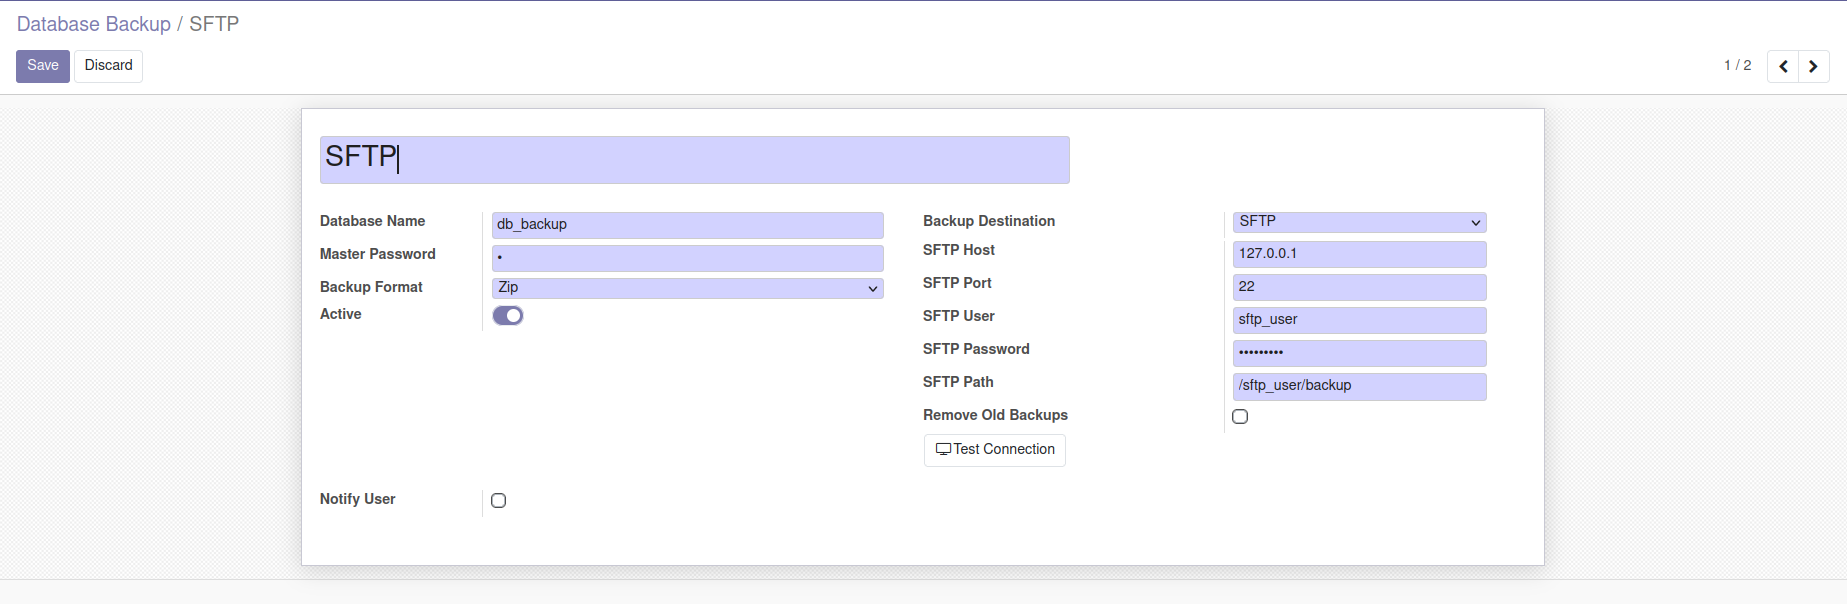 Database Backup / SFTP
Save Discard 1 / 2
SFTP
Database Name db_backup
Master Password •
Backup Format Zip
Active
Backup Destination SFTP
SFTP Host 127.0.0.1
SFTP Port 22
SFTP User sftp_user
SFTP Password •••••••••
SFTP Path /sftp_user/backup
Remove Old Backups
Test Connection
Notify User